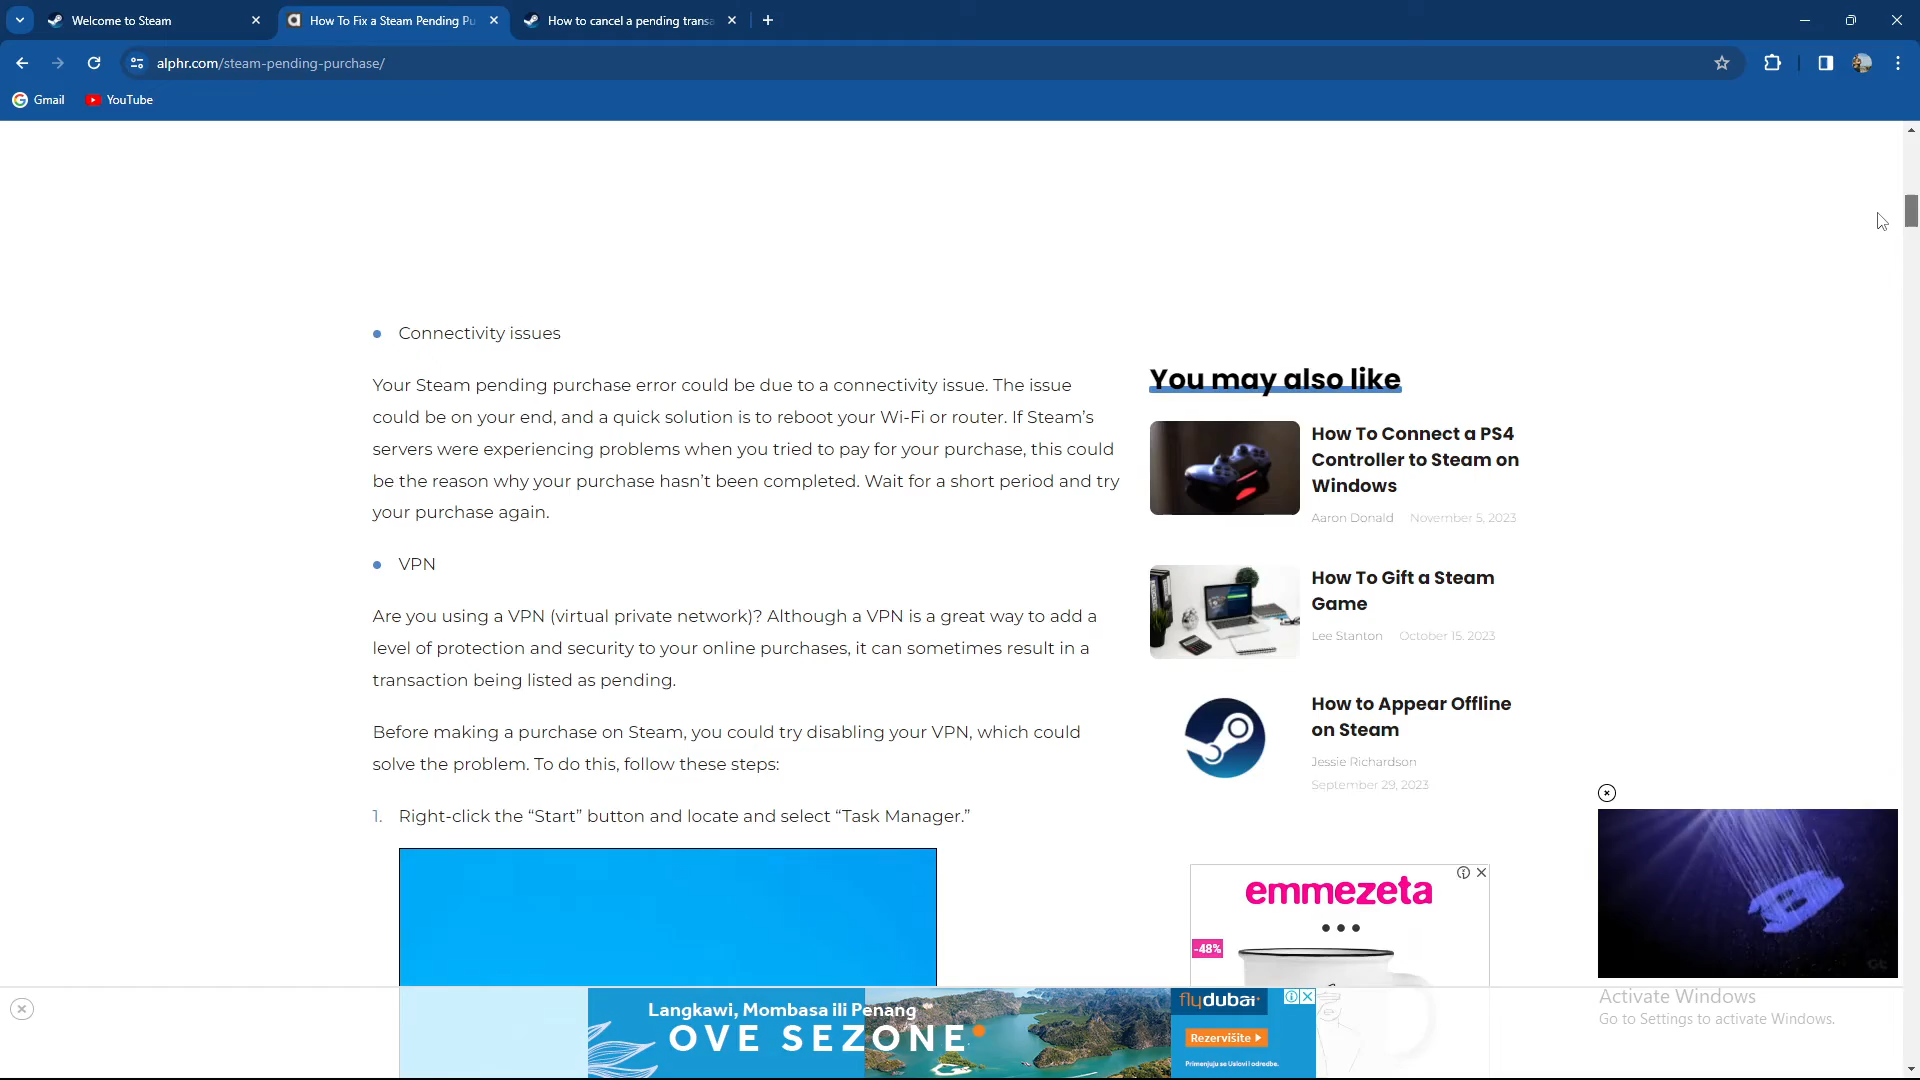 Welcome to Steam
How To Fix a Steam Pending Pu
How to cancel a pending transa
alphr.com/steam-pending-purchase/
Gmail
YouTube
Connectivity issues
Your Steam pending purchase error could be due to a connectivity issue. The issue
could be on your end, and a quick solution is to reboot your Wi-Fi or router. If Steam’s
servers were experiencing problems when you tried to pay for your purchase, this could
be the reason why your purchase hasn’t been completed. Wait for a short period and try
your purchase again.
VPN
Are you using a VPN (virtual private network)? Although a VPN is a great way to add a
level of protection and security to your online purchases, it can sometimes result in a
transaction being listed as pending.
Before making a purchase on Steam, you could try disabling your VPN, which could
solve the problem. To do this, follow these steps:
1. Right-click the “Start” button and locate and select “Task Manager.”
You may also like
How To Connect a PS4
Controller to Steam on
Windows
Aaron Donald November 5, 2023
How To Gift a Steam
Game
Lee Stanton October 15, 2023
How to Appear Offline
on Steam
Jessie Richardson
September 29, 2023
emmezeta
-48%
Langkawi, Mombasa ili Penang
OVE SEZONE
flydubai
Rezervišite
Primenjuju se Uslovi i odredbe.
Activate Windows
Go to Settings to activate Windows.